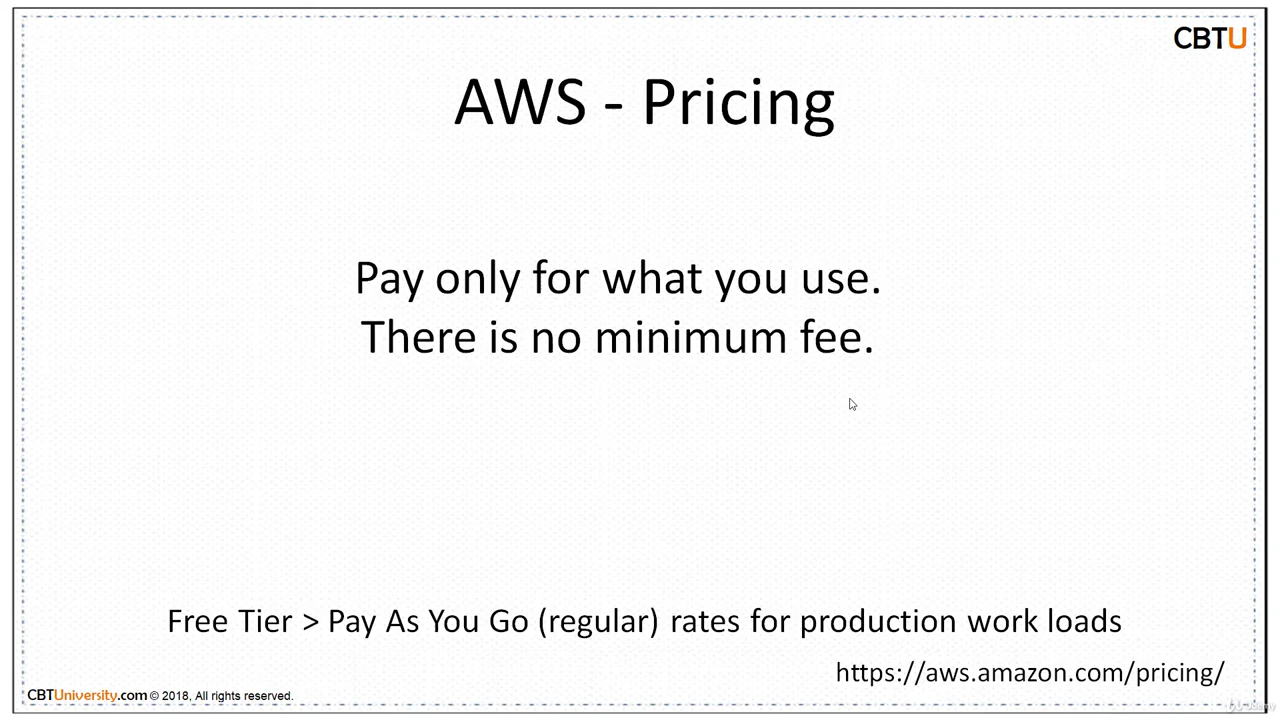 CBTU
AWS - Pricing
Pay only for what you use.
There is no minimum fee.
Free Tier > Pay As You Go (regular) rates for production work loads
https://aws.amazon.com/pricing/
CBTUniversity.com © 2018, All rights reserved.